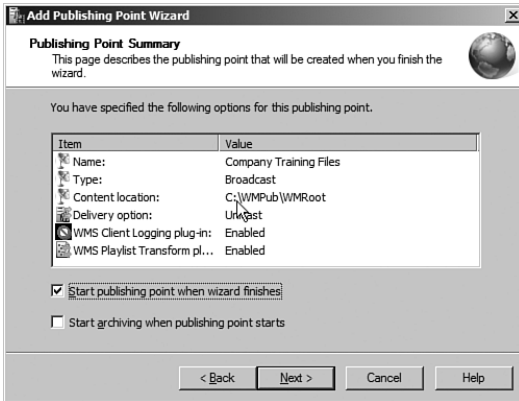 Add Publishing Point Wizard
Publishing Point Summary
This page describes the publishing point that will be created when you finish the
wizard.
You have specified the following options for this publishing point.
Item Value
Name: Company Training Files
Type: Broadcast
Content location: C:\WMPub\WMRoot
Delivery option: Unicast
WMS Client Logging plug-in: Enabled
WMS Playlist Transform pl... Enabled
Start publishing point when wizard finishes
Start archiving when publishing point starts
< Back Next > Cancel Help